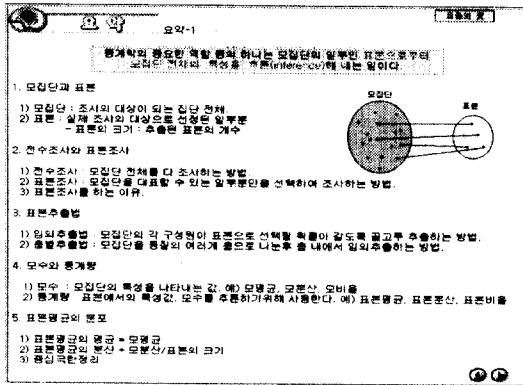 요 약
요약-1
표본의 뜻
통계학의 중요한 역할 중의 하나는 모집단의 일부인 표본으로부터
모집단 전체의 특성을 추론(inference)해 내는 일이다.
1. 모집단과 표본
모집단
표본
1) 모집단 : 조사의 대상이 되는 집단 전체.
2) 표본 : 실제 조사의 대상으로 선정된 일부분
- 표본의 크기 : 추출된 표본의 개수
2. 전수조사와 표본조사
1) 전수조사 : 모집단 전체를 다 조사하는 방법.
2) 표본조사 : 모집단을 대표할 수 있는 일부분만을 선택하여 조사하는 방법.
3) 표본조사를 하는 이유.
3. 표본추출법
1) 임의추출법 : 모집단의 각 구성원이 표본으로 선택될 확률이 같도록 골고루 추출하는 방법.
2) 층별추출법 : 모집단을 동질의 여러개 층으로 나눈후 층 내에서 임의추출하는 방법.
4. 모수와 통계량
1) 모수 : 모집단의 특성을 나타내는 값. 예) 모평균, 모분산, 모비율
2) 통계량 표본에서의 특성값. 모수를 추론하기위해 사용한다. 예) 표본평균, 표본분산, 표본비율
5. 표본평균의 분포
1) 표본평균의 평균 = 모평균
2) 표본평균의 분산 = 모분산/표본의 크기
3) 중심극한정리